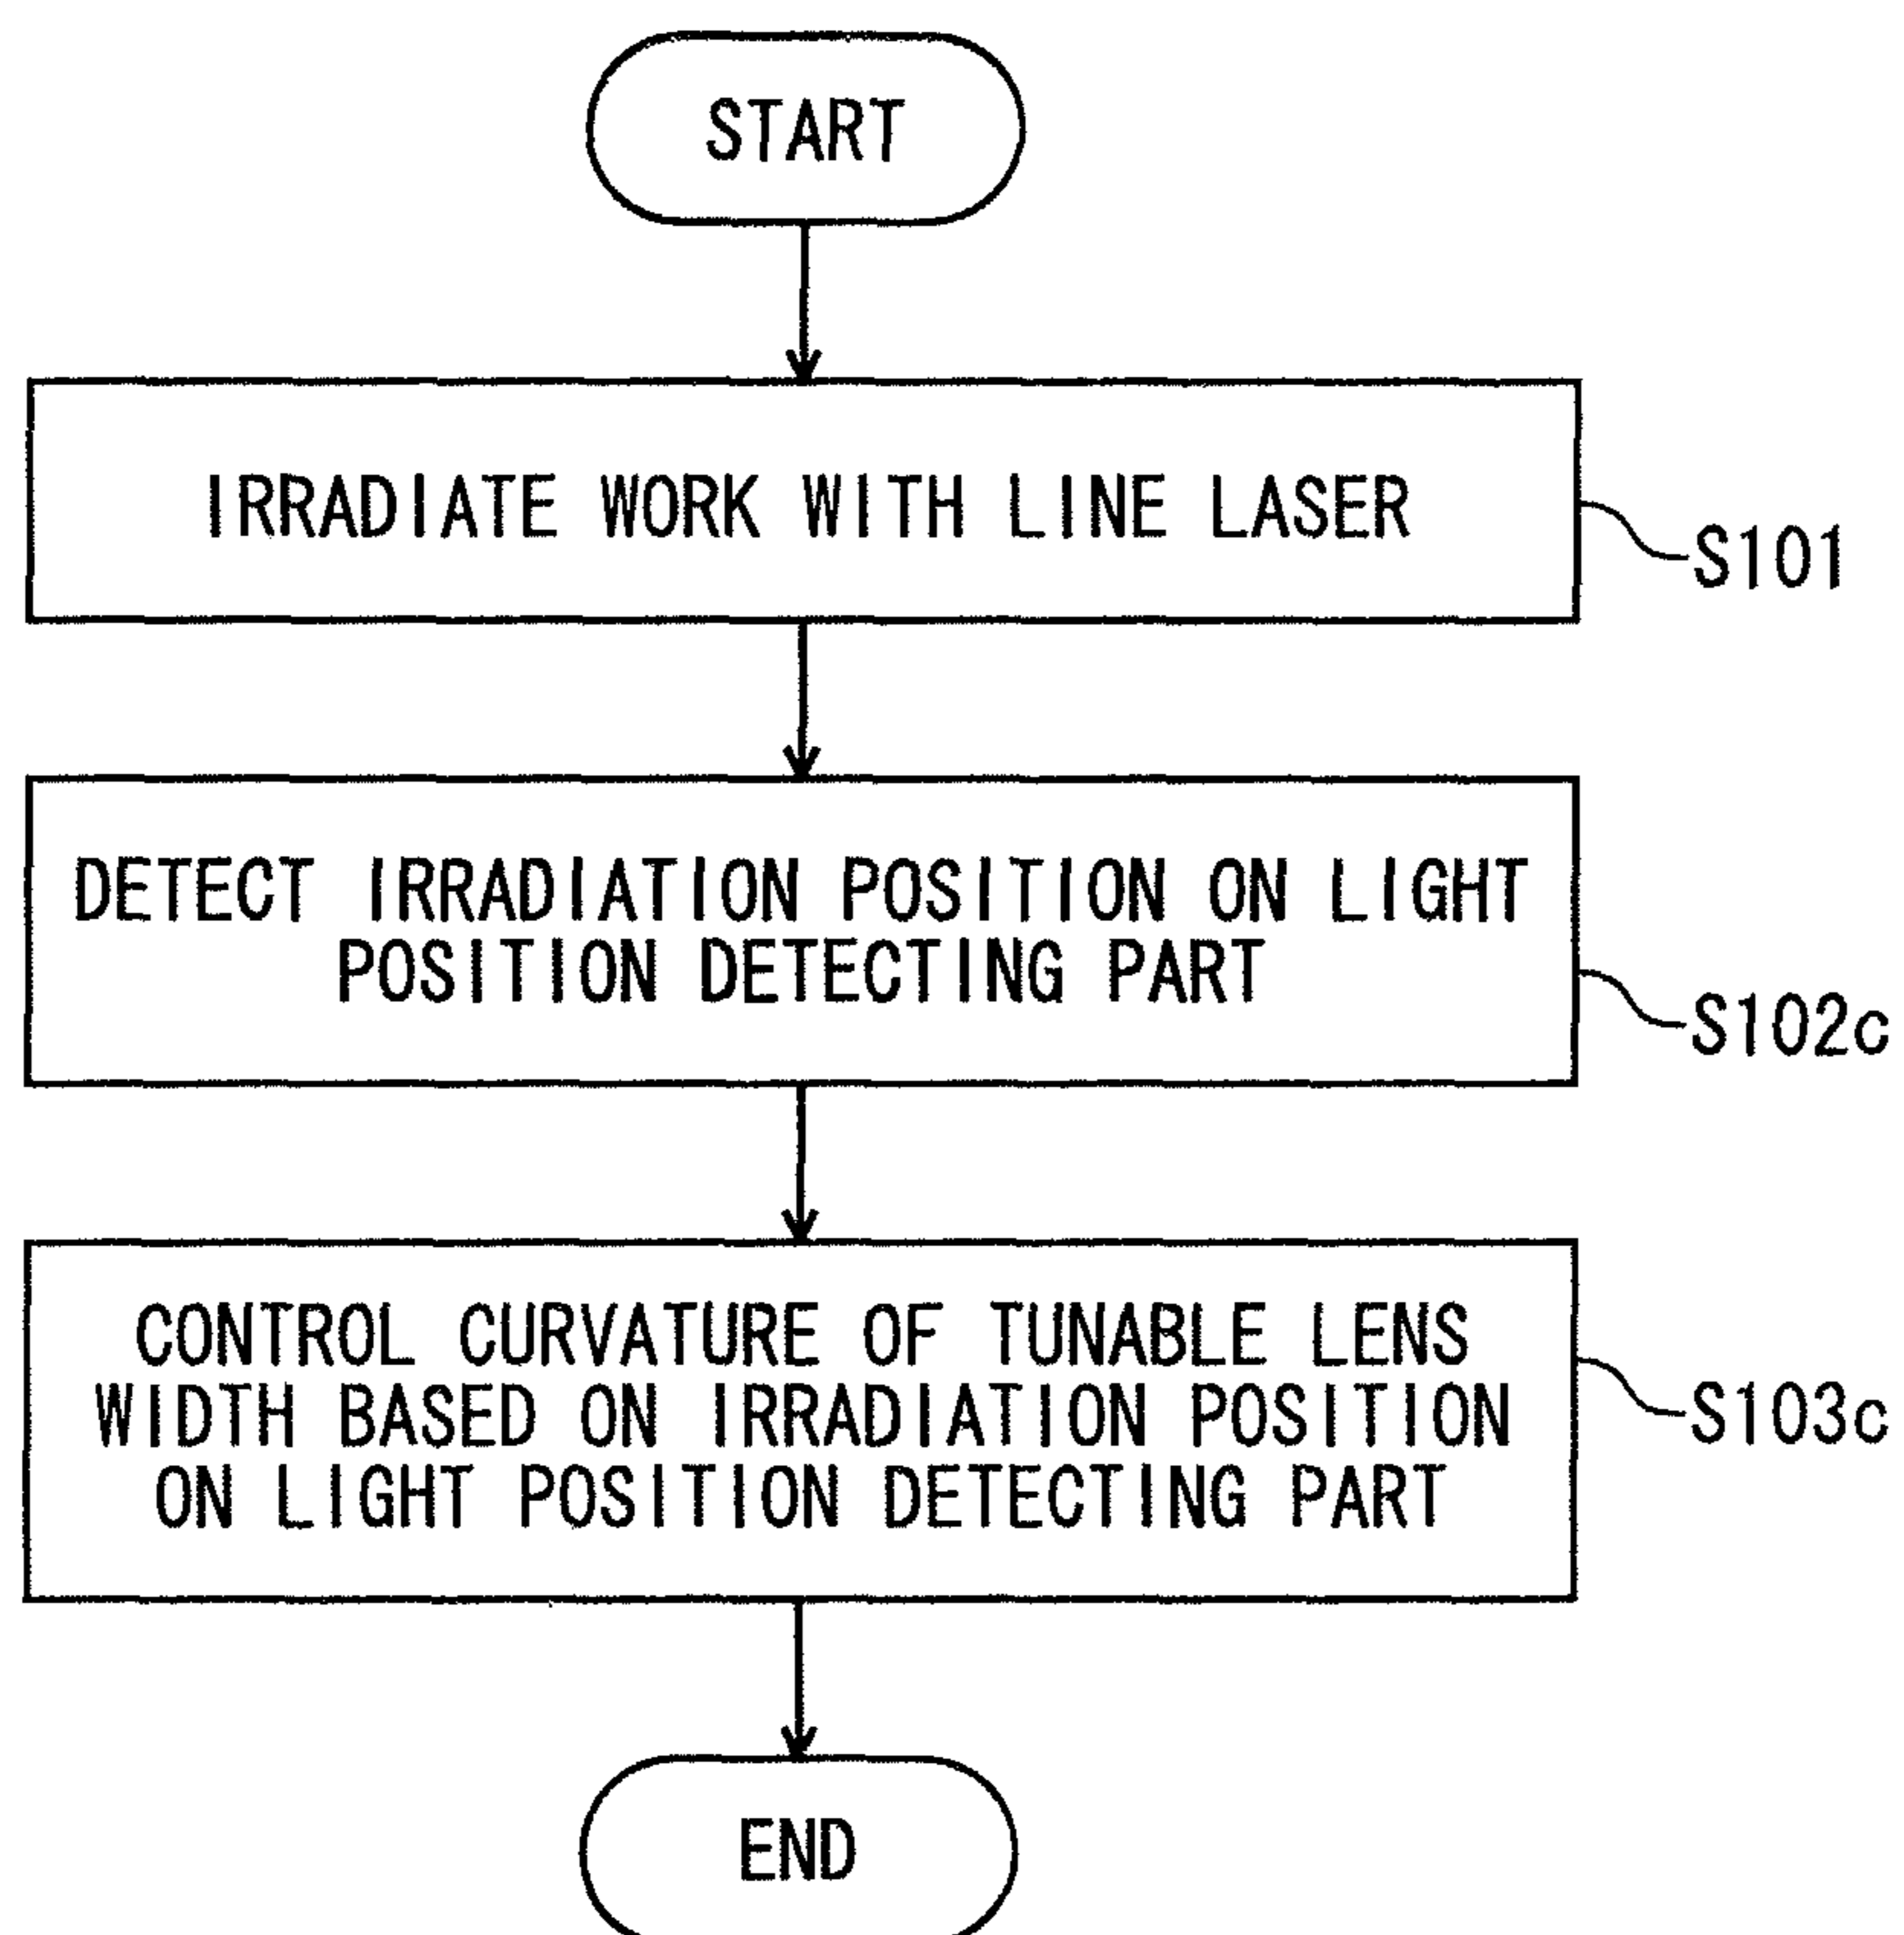 START
IRRADIATE WORK WITH LINE LASER
S101
DETECT IRRADIATION POSITION ON LIGHT
POSITION DETECTING PART
S102c
CONTROL CURVATURE OF TUNABLE LENS
WIDTH BASED ON IRRADIATION POSITION
ON LIGHT POSITION DETECTING PART
S103c
END